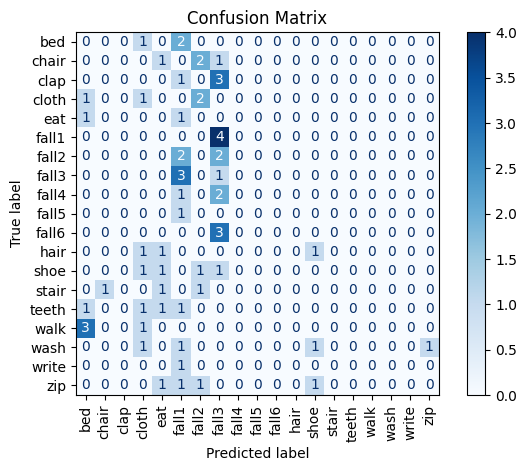 Confusion Matrix
bed 0 0 0 1 0 2 0 0 0 0 0 0 0 0 0 0 0 0 0
chair 0 0 0 0 1 0 2 1 0 0 0 0 0 0 0 0 0 0 0
clap 0 0 0 0 0 1 0 3 0 0 0 0 0 0 0 0 0 0 0
cloth 1 0 0 1 0 0 2 0 0 0 0 0 0 0 0 0 0 0 0
eat 1 0 0 0 0 1 0 0 0 0 0 0 0 0 0 0 0 0 0
fall1 0 0 0 0 0 0 0 4 0 0 0 0 0 0 0 0 0 0 0
fall2 0 0 0 0 0 2 0 2 0 0 0 0 0 0 0 0 0 0 0
fall3 0 0 0 0 0 3 0 1 0 0 0 0 0 0 0 0 0 0 0
fall4 0 0 0 0 0 1 0 2 0 0 0 0 0 0 0 0 0 0 0
fall5 0 0 0 0 0 1 0 0 0 0 0 0 0 0 0 0 0 0 0
fall6 0 0 0 0 0 0 0 3 0 0 0 0 0 0 0 0 0 0 0
hair 0 0 0 1 1 0 0 0 0 0 0 0 1 0 0 0 0 0 0
shoe 0 0 0 1 1 0 1 1 0 0 0 0 0 0 0 0 0 0 0
stair 0 1 0 0 1 0 1 0 0 0 0 0 0 0 0 0 0 0 0
teeth 1 0 0 1 1 1 0 0 0 0 0 0 0 0 0 0 0 0 0
walk 3 0 0 1 0 0 0 0 0 0 0 0 0 0 0 0 0 0 0
wash 0 0 0 1 0 1 0 0 0 0 0 0 1 0 0 0 0 0 1
write 0 0 0 0 0 1 0 0 0 0 0 0 0 0 0 0 0 0 0
zip 0 0 0 0 1 1 1 0 0 0 0 0 1 0 0 0 0 0 0
True label
bed chair clap cloth eat fall1 fall2 fall3 fall4 fall5 fall6 hair shoe stair teeth walk wash write zip
Predicted label
4.0
3.5
3.0
2.5
2.0
1.5
1.0
0.5
0.0